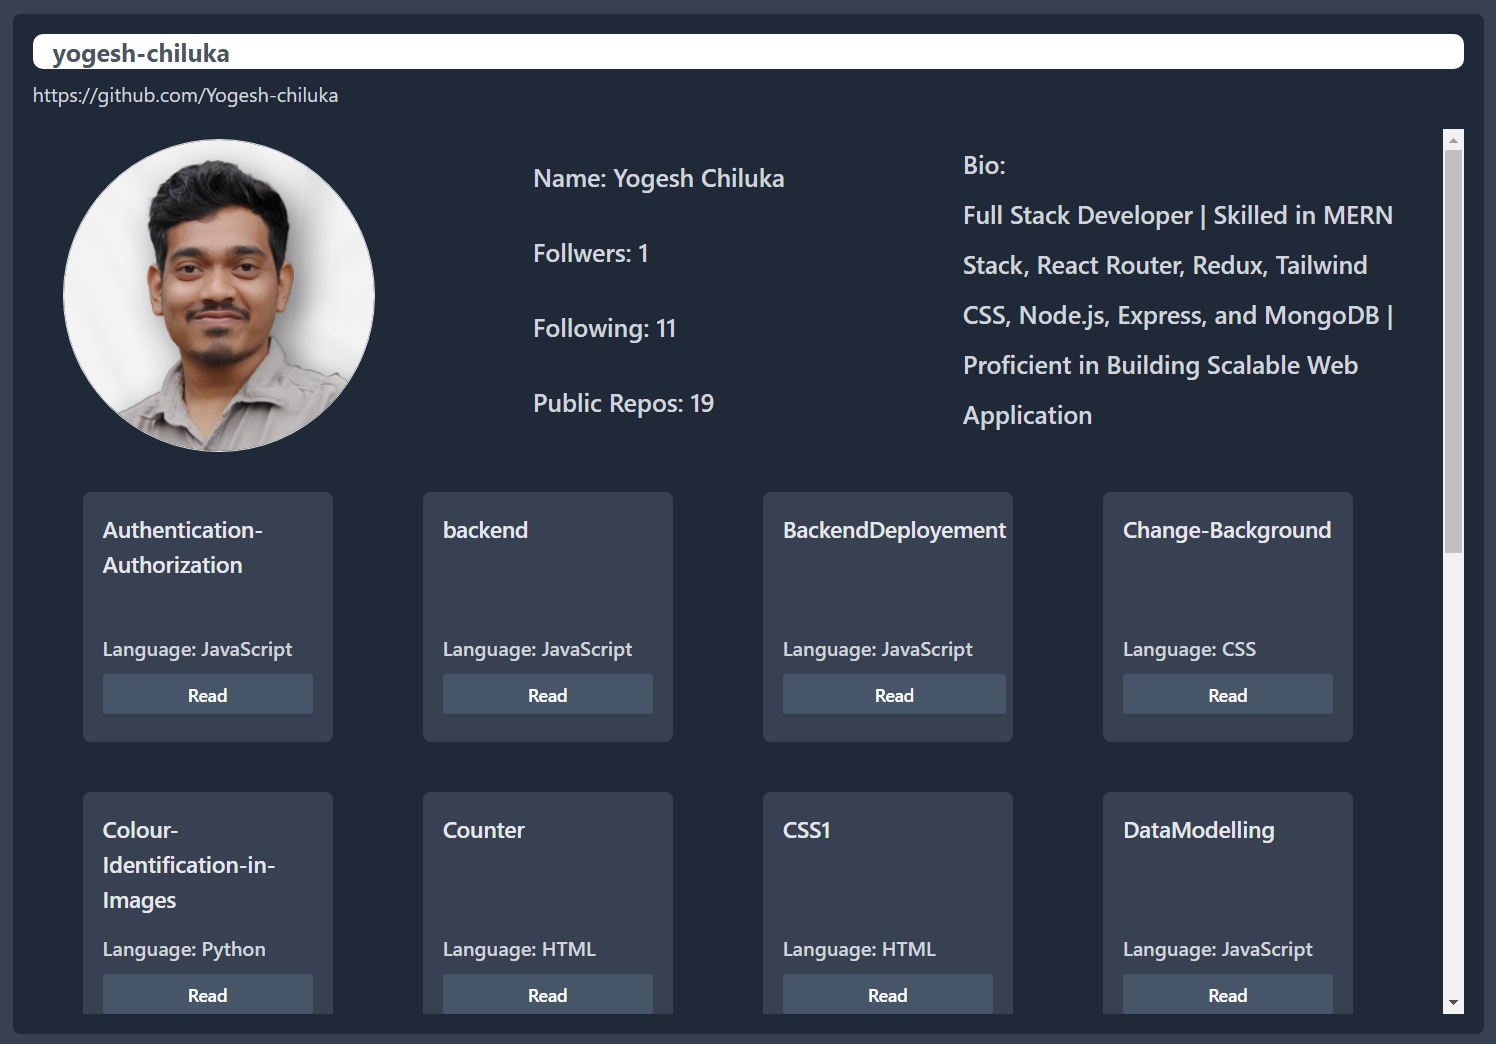 yogesh-chiluka
https://github.com/Yogesh-chiluka
Name: Yogesh Chiluka
Follwers: 1
Following: 11
Public Repos: 19
Bio:
Full Stack Developer | Skilled in MERN
Stack, React Router, Redux, Tailwind
CSS, Node.js, Express, and MongoDB |
Proficient in Building Scalable Web
Application
Authentication-
Authorization
Language: JavaScript
Read
backend
Language: JavaScript
Read
BackendDeployement
Language: JavaScript
Read
Change-Background
Language: CSS
Read
Colour-
Identification-in-
Images
Language: Python
Read
Counter
Language: HTML
Read
CSS1
Language: HTML
Read
DataModelling
Language: JavaScript
Read